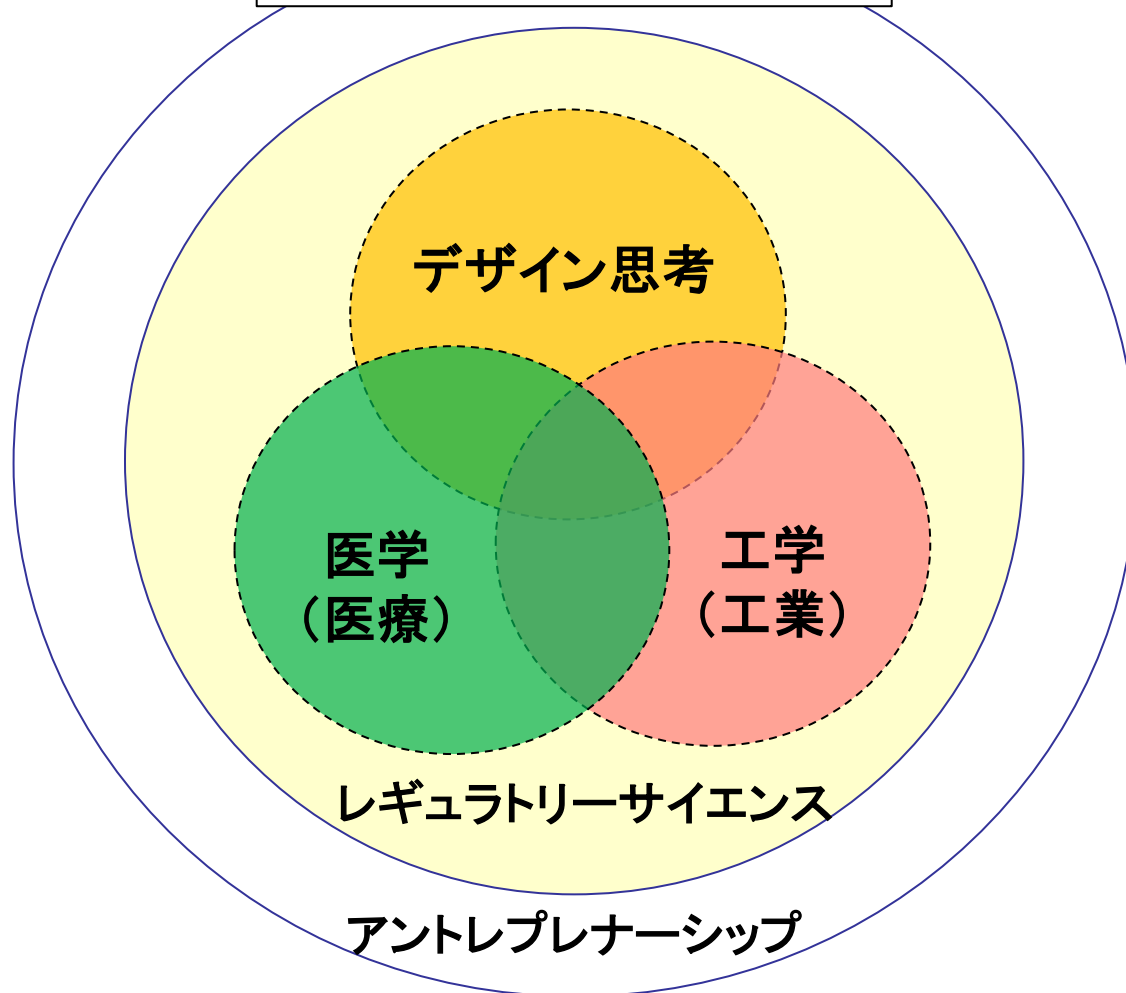 デザイン思考
医学
（医療）
工学
（工業）
レギュラトリーサイエンス
アントレプレナーシップ